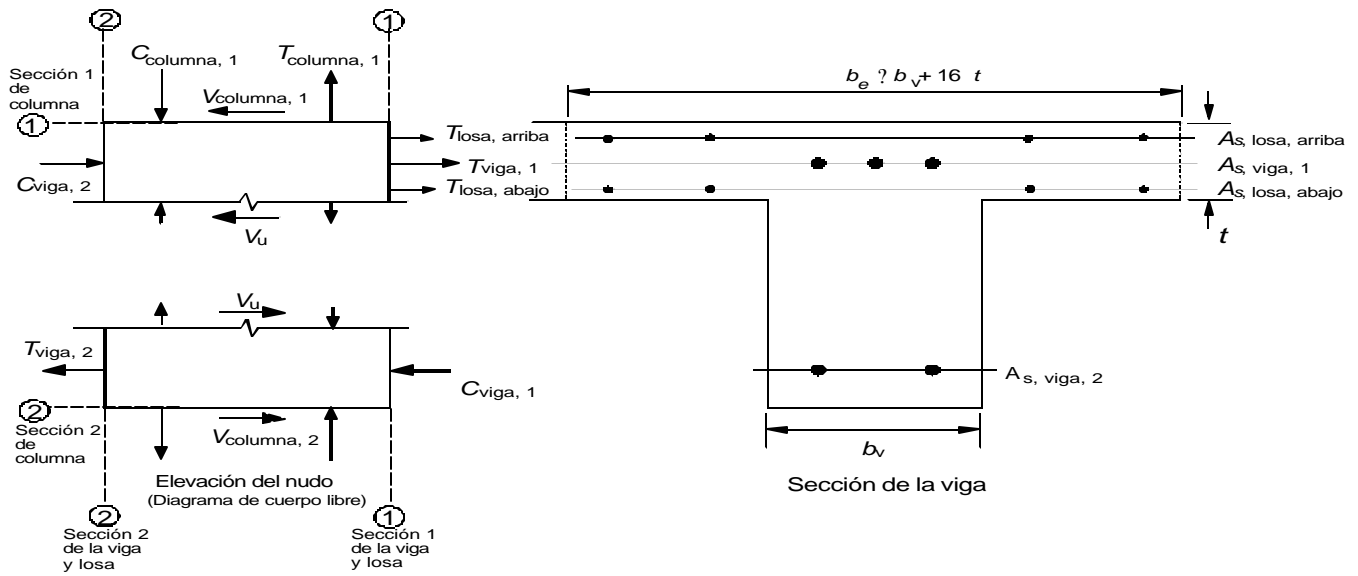 2
1
C columna, 1
T columna, 1
Sección 1
de
columna
1
V columna, 1
T losa, arriba
T viga, 1
T losa, abajo
C viga, 2
V u
b e ? b v + 16 t
A s, losa, arriba
A s, viga, 1
A s, losa, abajo
t
V u
T viga, 2
C viga, 1
A s, viga, 2
2
Sección 2
de
columna
V columna, 2
b v
Elevación del nudo
(Diagrama de cuerpo libre)
Sección de la viga
2
Sección 2
de la viga
y losa
1
Sección 1
de la viga
y losa